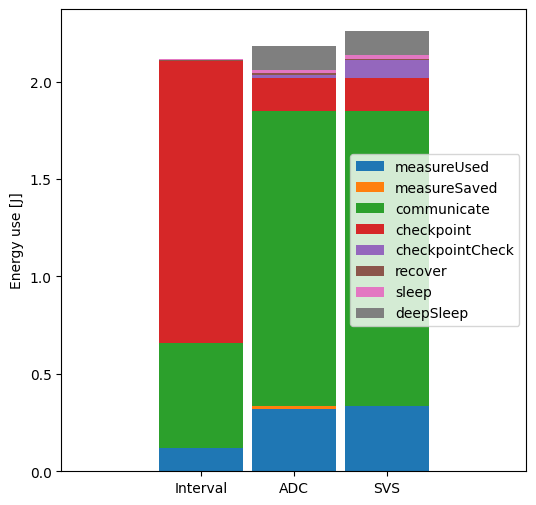 2.0
1.5
1.0
0.5
0.0
Energy use [J]
measureUsed
measureSaved
communicate
checkpoint
checkpointCheck
recover
sleep
deepSleep
Interval
ADC
SVS